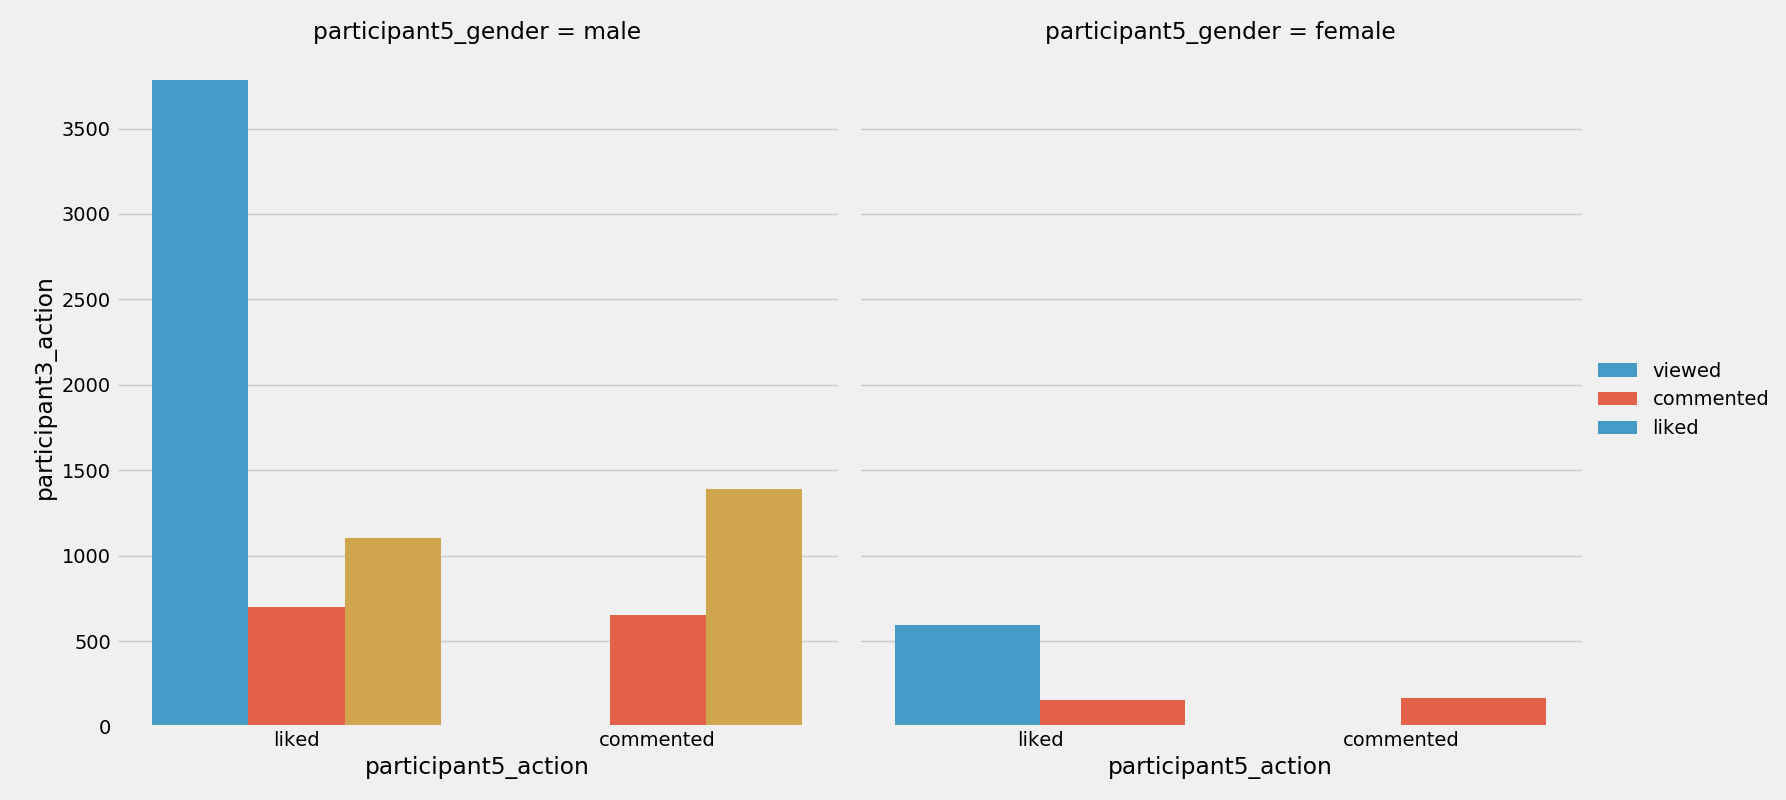 participant5_gender = male
participant5_gender = female
participant3_action
3500
3000
2500
2000
1500
1000
500
0
liked
commented
liked
commented
participant5_action
participant5_action
viewed
commented
liked